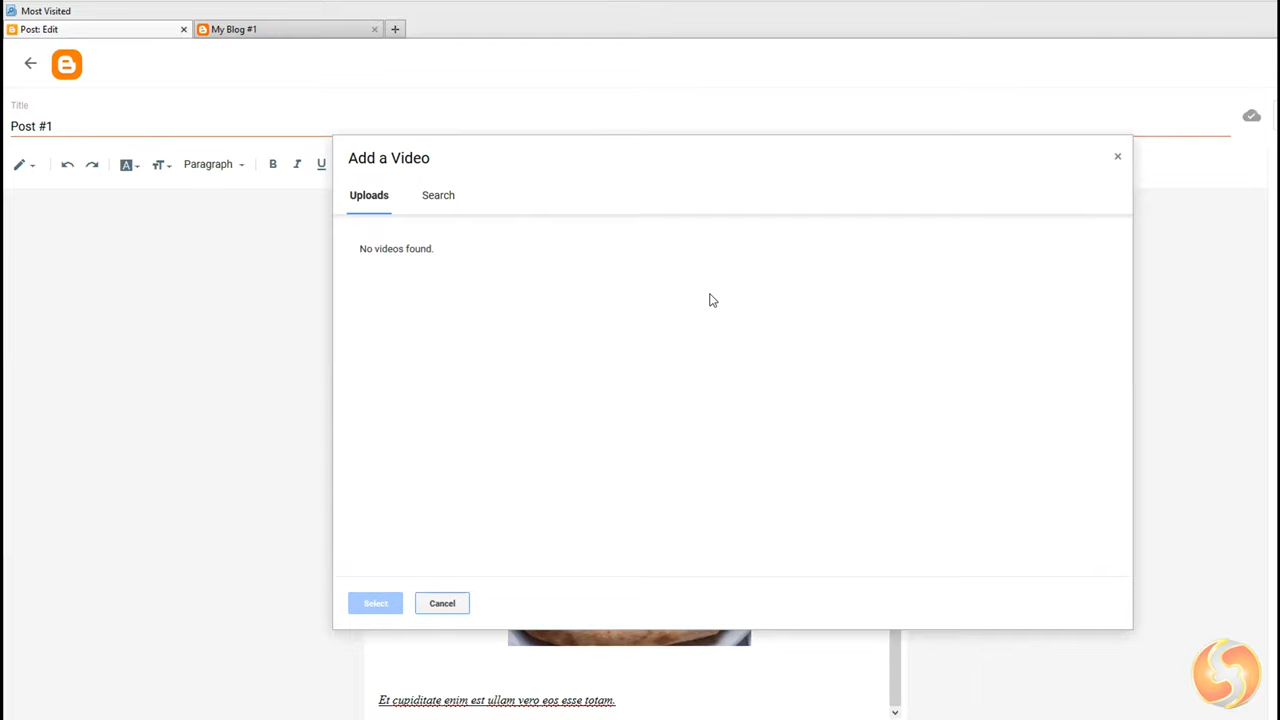 Most Visited
Post: Edit
My Blog #1
Title
Post #1
Paragraph
B I U
Add a Video
Uploads Search
No videos found.
Select Cancel
Et cupiditate enim est ullam vero eos esse totam.